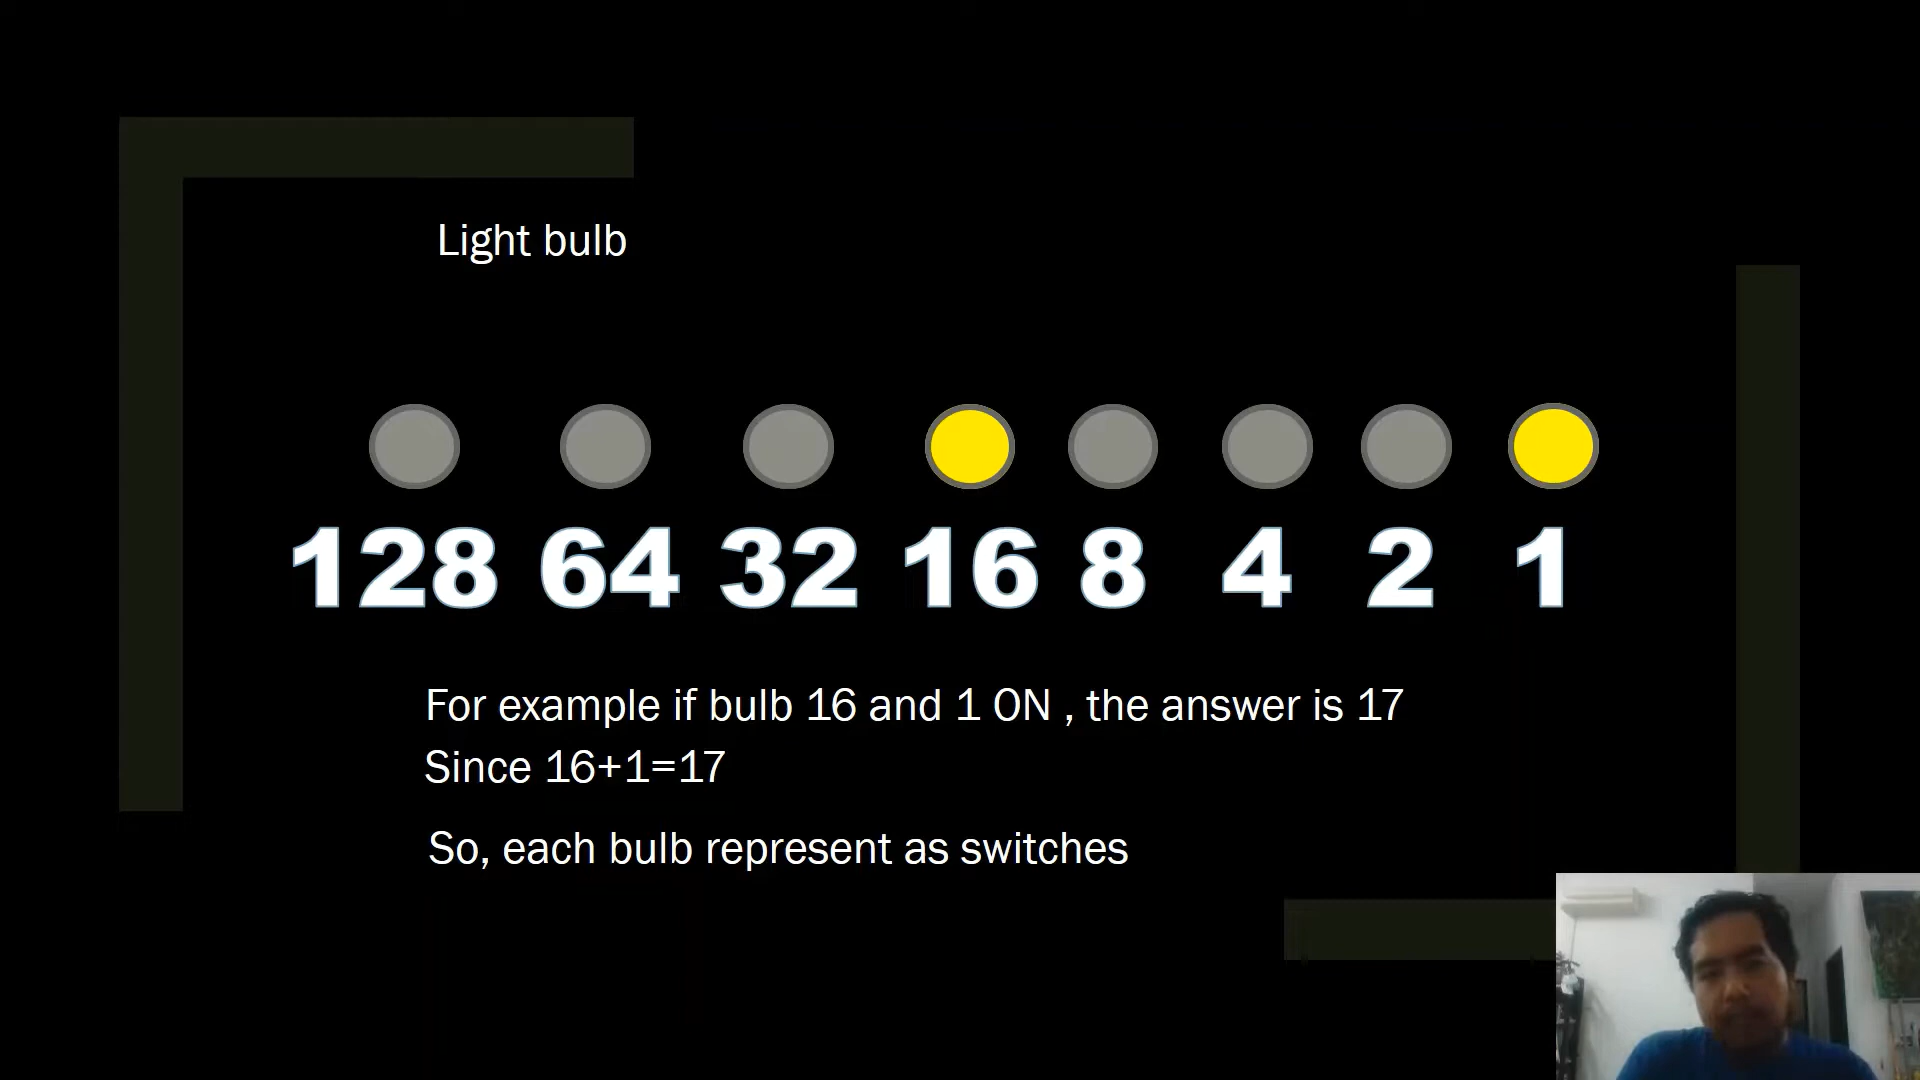 Light bulb
128 64 32 16 8 4 2 1
For example if bulb 16 and 1 ON , the answer is 17
Since 16+1=17
So, each bulb represent as switches